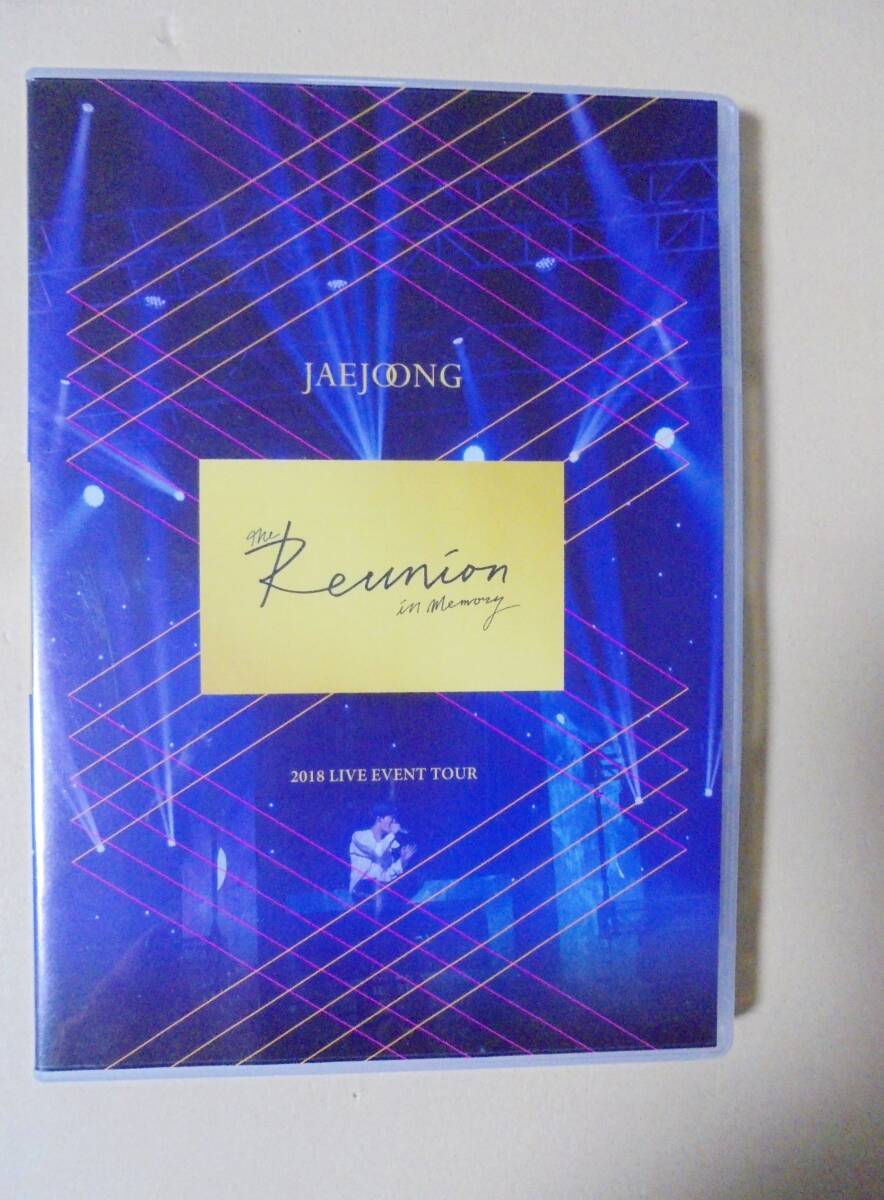 JAEJOONG
The
Reunion
in Memory
2018 LIVE EVENT TOUR